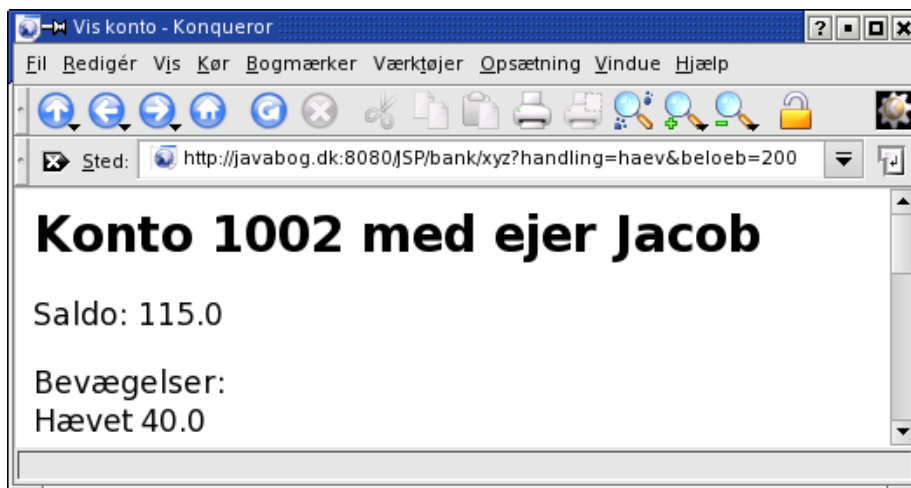 Vis konto - Konqueror
Fil Redigér Vis Kør Bogmærker Værktøjer Opsætning Vindue Hjælp
Sted: http://javabog.dk:8080/JSP/bank/xyz?handling=haev&beloeb=200
Konto 1002 med ejer Jacob
Saldo: 115.0
Bevægelser:
Hævet 40.0